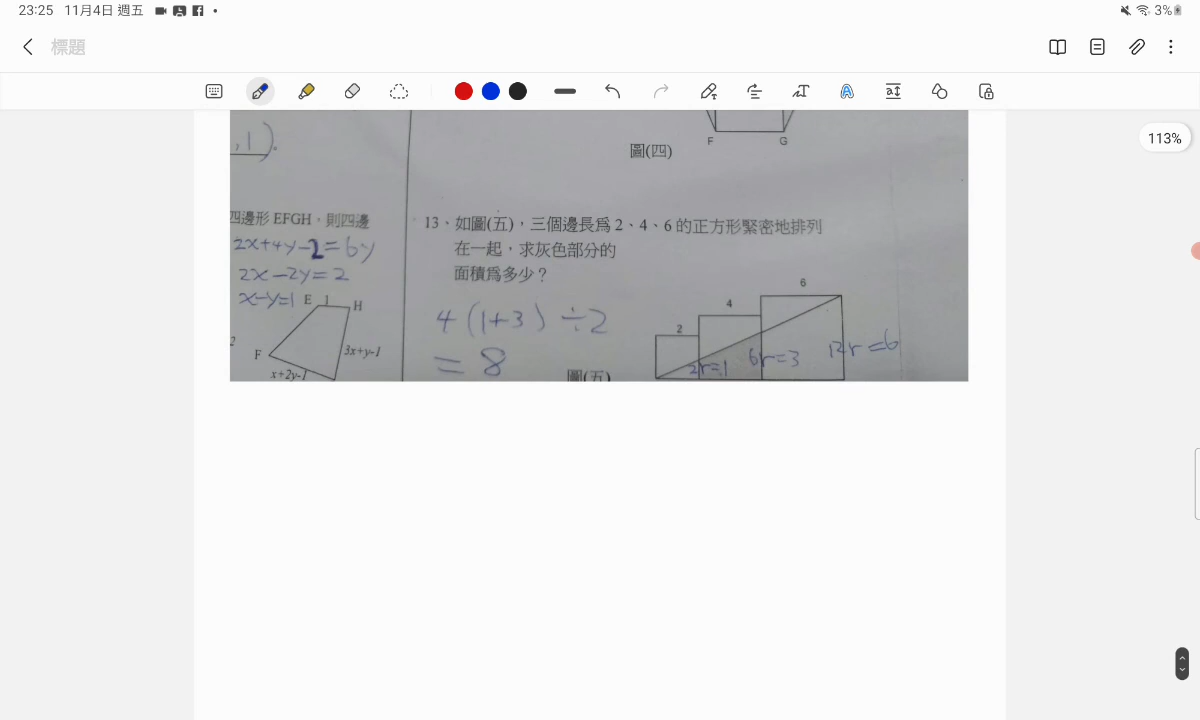 23:25 11月4日 週五
3%
標題
113%
,1).
F G
圖(四)
四邊形 EFGH,則四邊
2x+4y-2=6y
2x-2y=2
x-y=1
E 1 H
2
F
3x+y-1
x+2y-1
13、如圖(五),三個邊長為 2、4、6 的正方形緊密地排列
在一起,求灰色部分的
面積為多少?
4(1+3)÷2
=8
圖(五)
2
4
6
2r=1
6r=3
12r=6